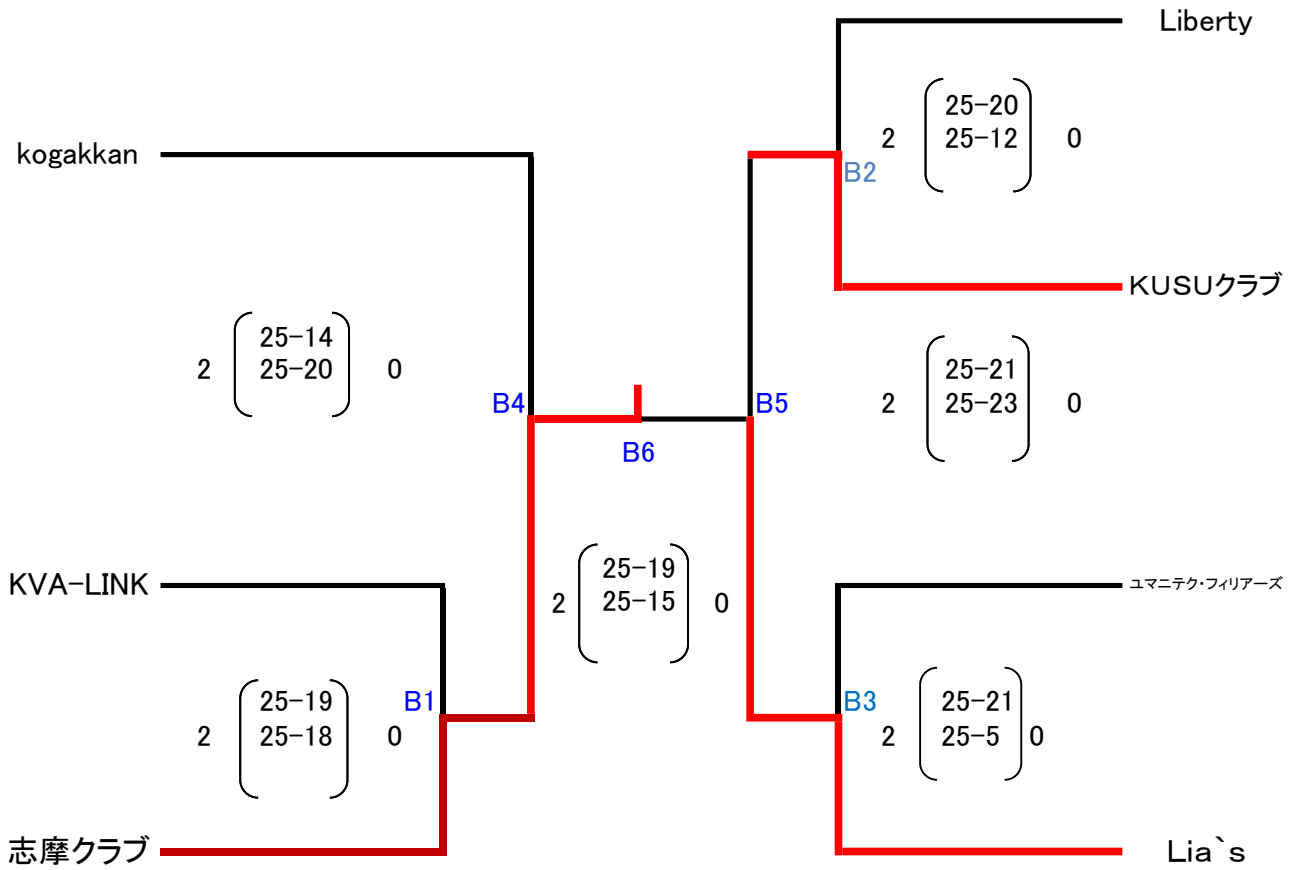 Liberty
2 25-20 0
25-12
kogakkan
B2
KUSUクラブ
2 25-14 0
25-20
2 25-21 0
25-23
B4
B5
B6
KVA-LINK
2 25-19 0
25-15
ユマニテク・フィリアーズ
2 25-19 0
25-18
B1
B3
2 25-21 0
25-5
志摩クラブ
Lia`s